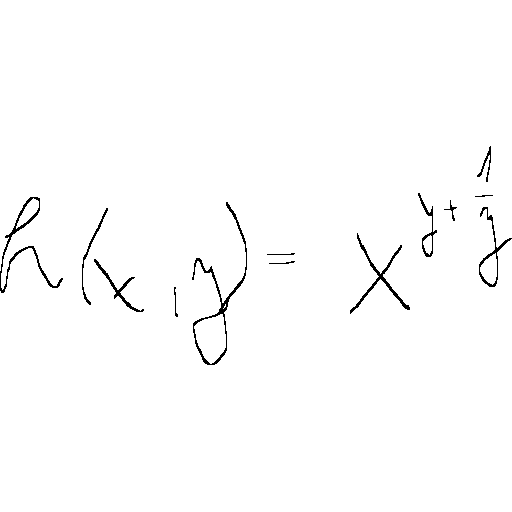 h(x,y) = x^{y+\frac{1}{y}}